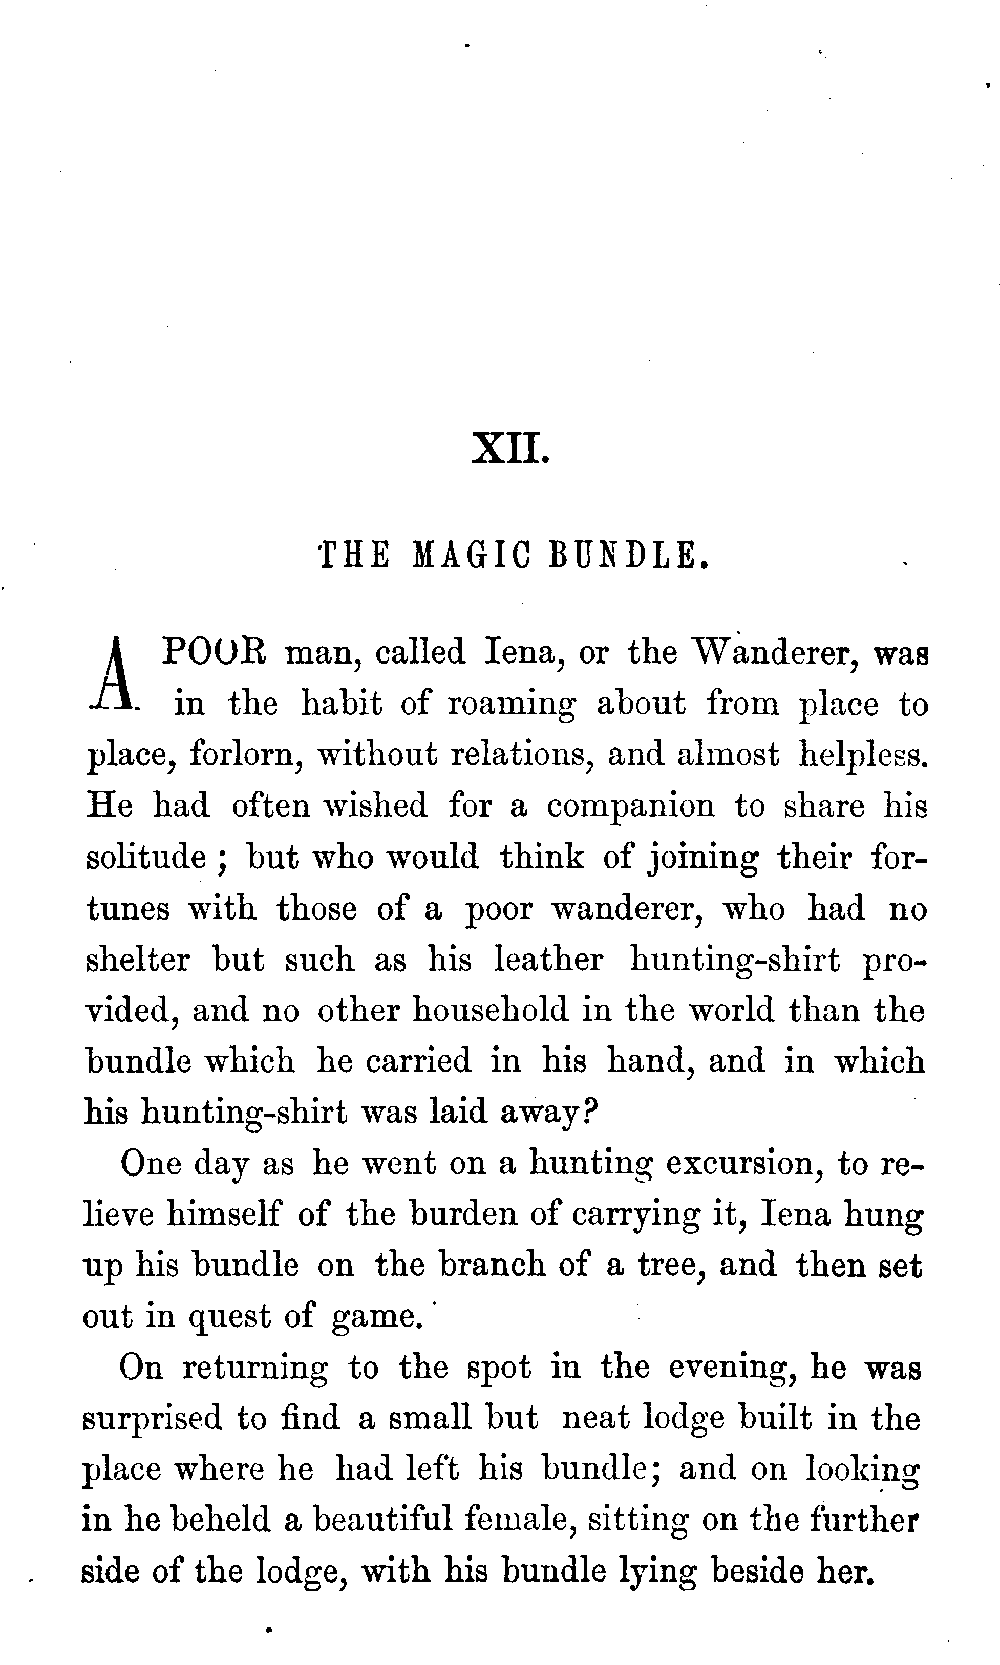 XII.
THE MAGIC BUNDLE.
A POOR man, called Iena, or the Wanderer, was
in the habit of roaming about from place to
place, forlorn, without relations, and almost helpless.
He had often wished for a companion to share his
solitude ; but who would think of joining their for-
tunes with those of a poor wanderer, who had no
shelter but such as his leather hunting-shirt pro-
vided, and no other household in the world than the
bundle which he carried in his hand, and in which
his hunting-shirt was laid away?
One day as he went on a hunting excursion, to re-
lieve himself of the burden of carrying it, Iena hung
up his bundle on the branch of a tree, and then set
out in quest of game.
On returning to the spot in the evening, he was
surprised to find a small but neat lodge built in the
place where he had left his bundle; and on looking
in he beheld a beautiful female, sitting on the further
side of the lodge, with his bundle lying beside her.